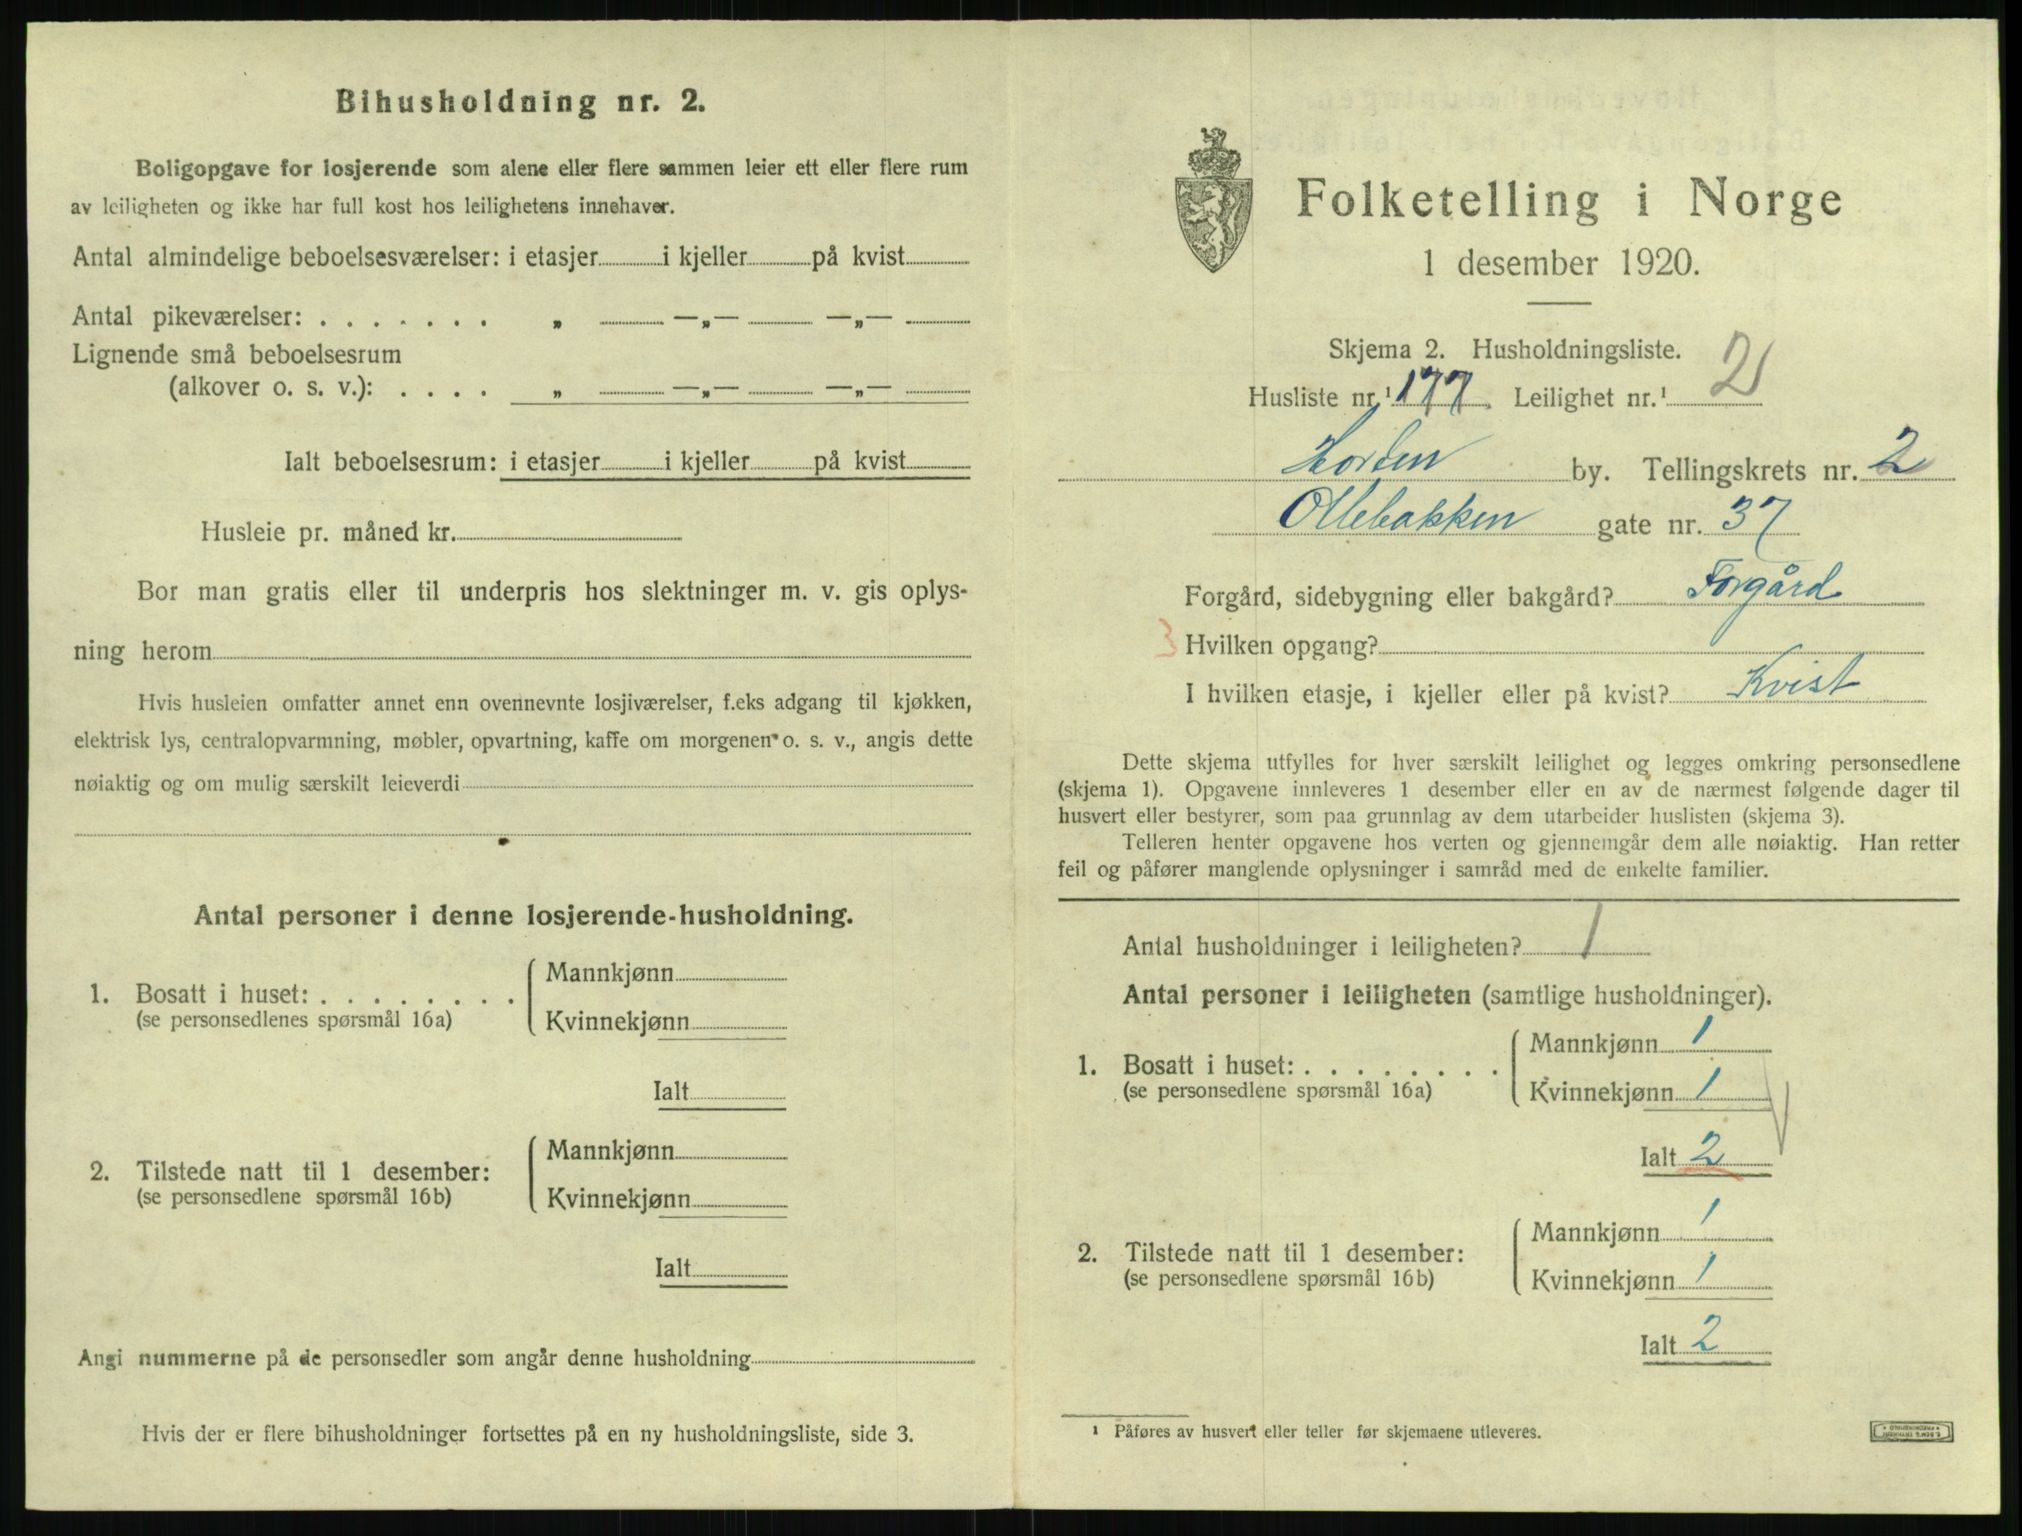 Bihusholdning nr. 2.
Boligopgave for losjerende som alene eller flere sammen leier ett eller flere rum
av leiligheten og ikke har full kost hos leilighetens innehaver.
Antal almindelige beboelsesværelser: i etasjer i kjeller på kvist
Antal pikeværelser: . . . . . . . „ —„— —„—
Lignende små beboelsesrum
(alkover o. s. v.): . . . . „ —„— —„—
Ialt beboelsesrum: i etasjer i kjeller på kvist
Husleie pr. måned kr.
Bor man gratis eller til underpris hos slektninger m. v. gis oplys-
ning herom
Hvis husleien omfatter annet enn ovennevnte losjiværelser, f.eks adgang til kjøkken,
elektrisk lys, centralopvarmning, møbler, opvartning, kaffe om morgenen o. s. v., angis dette
nøiaktig og om mulig særskilt leieverdi
Antal personer i denne losjerende-husholdning.
1. Bosatt i huset: . . . . . . . .
(se personsedlenes spørsmål 16a)
Mannkjønn
Kvinnekjønn
Ialt
2. Tilstede natt til 1 desember:
(se personsedlene spørsmål 16b)
Mannkjønn
Kvinnekjønn
Ialt
Angi nummerne på de personsedler som angår denne husholdning
Hvis der er flere bihusholdninger fortsettes på en ny husholdningsliste, side 3.
Folketelling i Norge
1 desember 1920.
Skjema 2. Husholdningsliste.
Husliste nr.¹ 177 Leilighet nr.¹ 2
Horten by. Tellingskrets nr. 2
Ollebakken gate nr. 37
Forgård, sidebygning eller bakgård? Forgård
3 Hvilken opgang?
I hvilken etasje, i kjeller eller på kvist? Kvist
Dette skjema utfylles for hver særskilt leilighet og legges omkring personsedlene
(skjema 1). Opgavene innleveres 1 desember eller en av de nærmest følgende dager til
husvert eller bestyrer, som paa grunnlag av dem utarbeider huslisten (skjema 3).
Telleren henter opgavene hos verten og gjennemgår dem alle nøiaktig. Han retter
feil og påfører manglende oplysninger i samråd med de enkelte familier.
Antal husholdninger i leiligheten? 1
Antal personer i leiligheten (samtlige husholdninger).
1. Bosatt i huset: . . . . . . . .
(se personsedlene spørsmål 16a)
Mannkjønn 1
Kvinnekjønn 1
Ialt 2
2. Tilstede natt til 1 desember:
(se personsedlene spørsmål 16b)
Mannkjønn 1
Kvinnekjønn 1
Ialt 2
¹ Påføres av husvert eller teller før skjemaene utleveres.